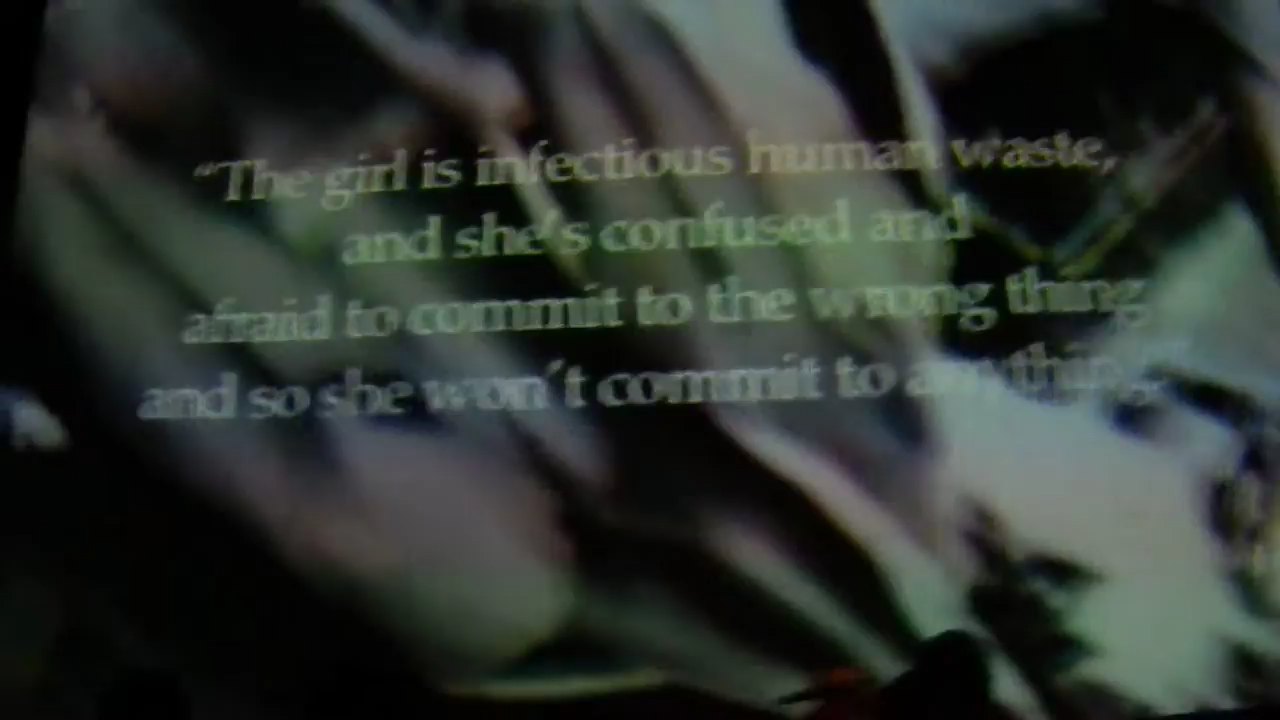 “The girl is infectious human waste,
and she's confused and
afraid to commit to the wrong thing
and so she won't commit to anything”